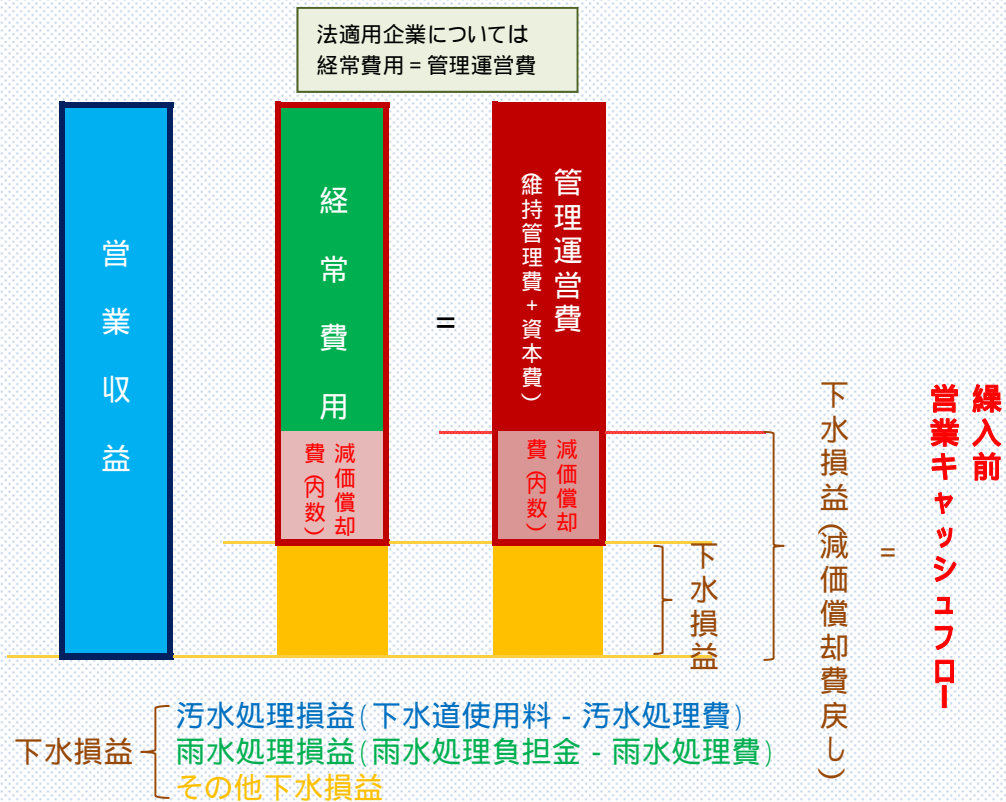 法適用企業については
経常費用 = 管理運営費
営業収益
経常費用
減価償却
費(内数)
=
管理運営費
(維持管理費+資本費)
減価償却
費(内数)
下水損益
下水損益(減価償却費戻し)
=
繰入前
営業キャッシュフロー
下水損益
汚水処理損益(下水道使用料 - 汚水処理費)
雨水処理損益(雨水処理負担金 - 雨水処理費)
その他下水損益